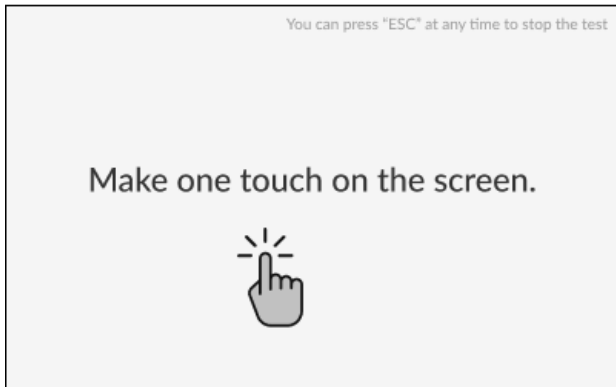 You can press “ESC” at any time to stop the test
Make one touch on the screen.